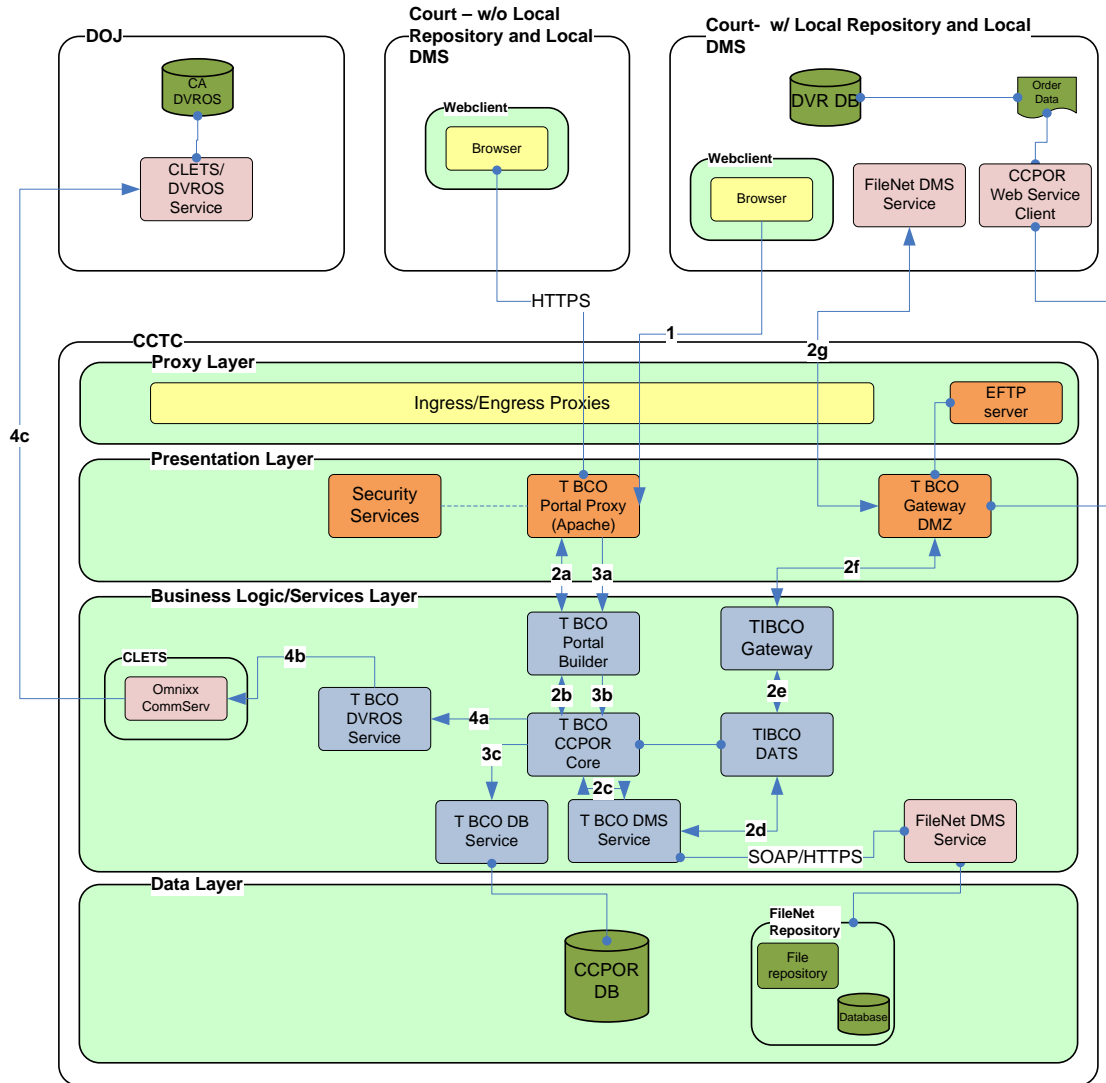 DOJ
Court – w/o Local
Repository and Local
DMS
Court-  w/ Local Repository and Local
DMS
CA
DVROS
CLETS/
DVROS
Service
Webclient
Browser
DVR DB
Order
Data
Webclient
Browser
FileNet DMS
Service
CCPOR
Web Service
Client
HTTPS
1
2g
4c
CCTC
Proxy Layer
Ingress/Engress Proxies
EFTP
server
Presentation Layer
Security
Services
T BCO
Portal Proxy
(Apache)
T BCO
Gateway
DMZ
2a
3a
2f
Business Logic/Services Layer
T BCO
Portal
Builder
TIBCO
Gateway
CLETS
Omnixx
CommServ
4b
T BCO
DVROS
Service
4a
2b
3b
2e
T BCO
CCPOR
Core
TIBCO
DATS
3c
2c
2d
T BCO DB
Service
T BCO DMS
Service
SOAP/HTTPS
FileNet DMS
Service
Data Layer
CCPOR
DB
FileNet
Repository
File
repository
Database